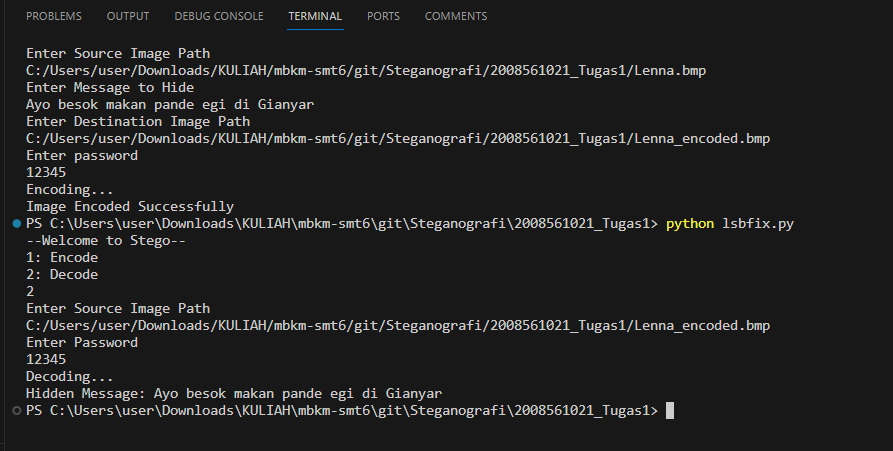 PROBLEMS OUTPUT DEBUG CONSOLE TERMINAL PORTS COMMENTS
Enter Source Image Path
C:/Users/user/Downloads/KULIAH/mbkm-smt6/git/Steganografi/2008561021_Tugas1/Lenna.bmp
Enter Message to Hide
Ayo besok makan pande egi di Gianyar
Enter Destination Image Path
C:/Users/user/Downloads/KULIAH/mbkm-smt6/git/Steganografi/2008561021_Tugas1/Lenna_encoded.bmp
Enter password
12345
Encoding...
Image Encoded Successfully
PS C:\Users\user\Downloads\KULIAH\mbkm-smt6\git\Steganografi\2008561021_Tugas1> python lsbfix.py
--Welcome to Stego--
1: Encode
2: Decode
2
Enter Source Image Path
C:/Users/user/Downloads/KULIAH/mbkm-smt6/git/Steganografi/2008561021_Tugas1/Lenna_encoded.bmp
Enter Password
12345
Decoding...
Hidden Message: Ayo besok makan pande egi di Gianyar
PS C:\Users\user\Downloads\KULIAH\mbkm-smt6\git\Steganografi\2008561021_Tugas1>